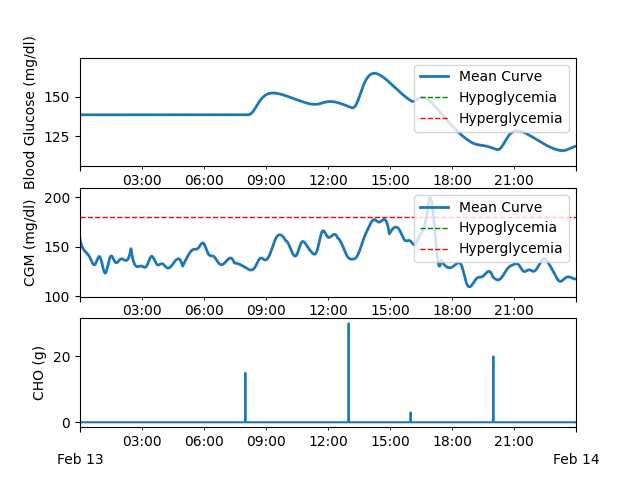 Blood Glucose (mg/dl)
150
125
Mean Curve
Hypoglycemia
Hyperglycemia
03:00 06:00 09:00 12:00 15:00 18:00 21:00
CGM (mg/dl)
200
150
100
Mean Curve
Hypoglycemia
Hyperglycemia
03:00 06:00 09:00 12:00 15:00 18:00 21:00
CHO (g)
20
0
03:00 06:00 09:00 12:00 15:00 18:00 21:00
Feb 13 Feb 14